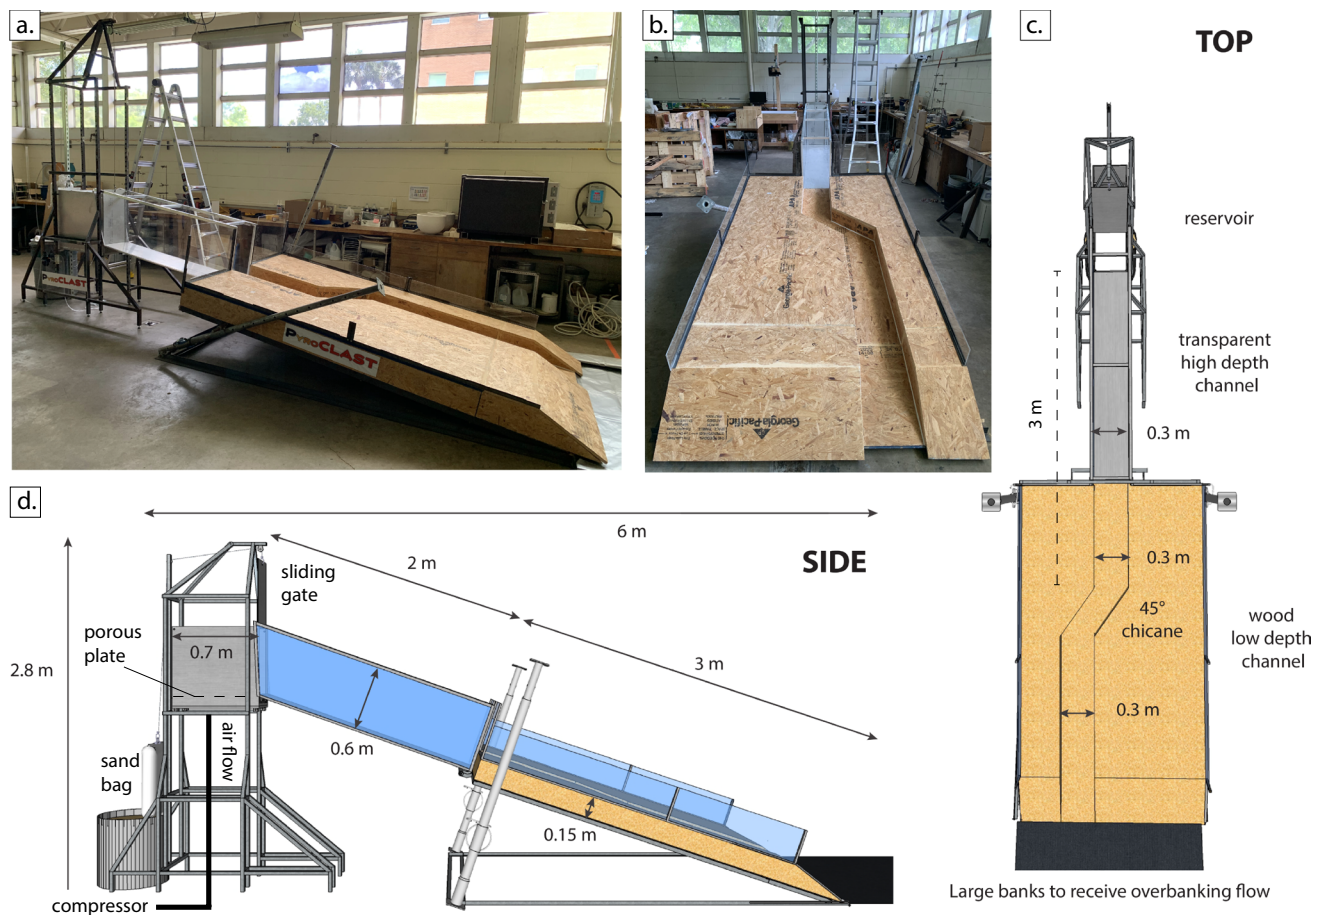 a.
PYROCLAST
PYROCLAST
b.
Georgia-Pacific
c.
TOP
reservoir
transparent
high depth
channel
3 m
0.3 m
0.3 m
45°
chicane
wood
low depth
channel
0.3 m
Large banks to receive overbanking flow
d.
6 m
SIDE
2 m
sliding
gate
porous
plate
0.7 m
3 m
2.8 m
0.6 m
air flow
sand
bag
0.15 m
compressor